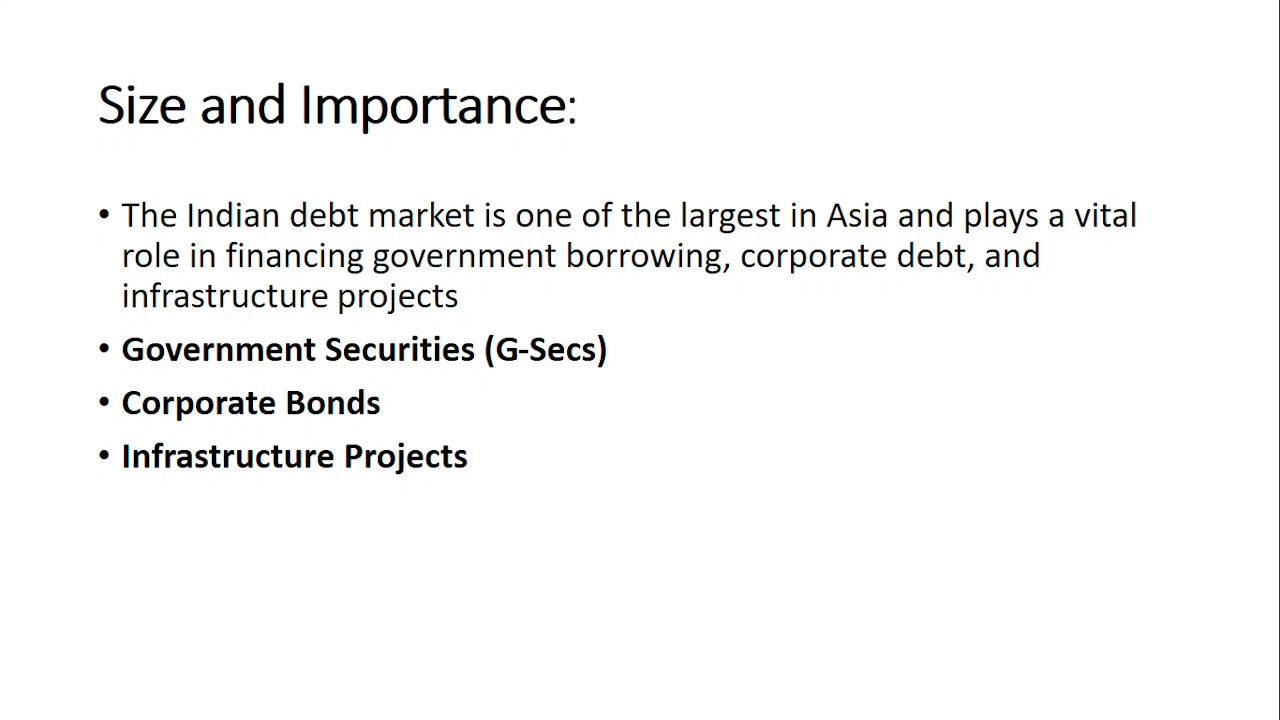 Size and Importance:
• The Indian debt market is one of the largest in Asia and plays a vital
role in financing government borrowing, corporate debt, and
infrastructure projects
• Government Securities (G-Secs)
• Corporate Bonds
• Infrastructure Projects